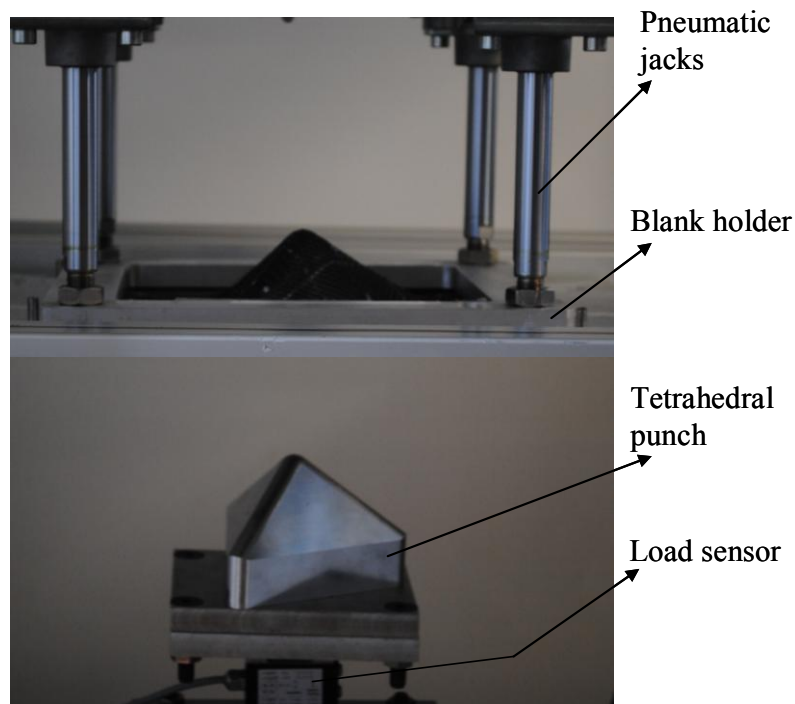 Pneumatic
jacks
Blank holder
Tetrahedral
punch
Load sensor